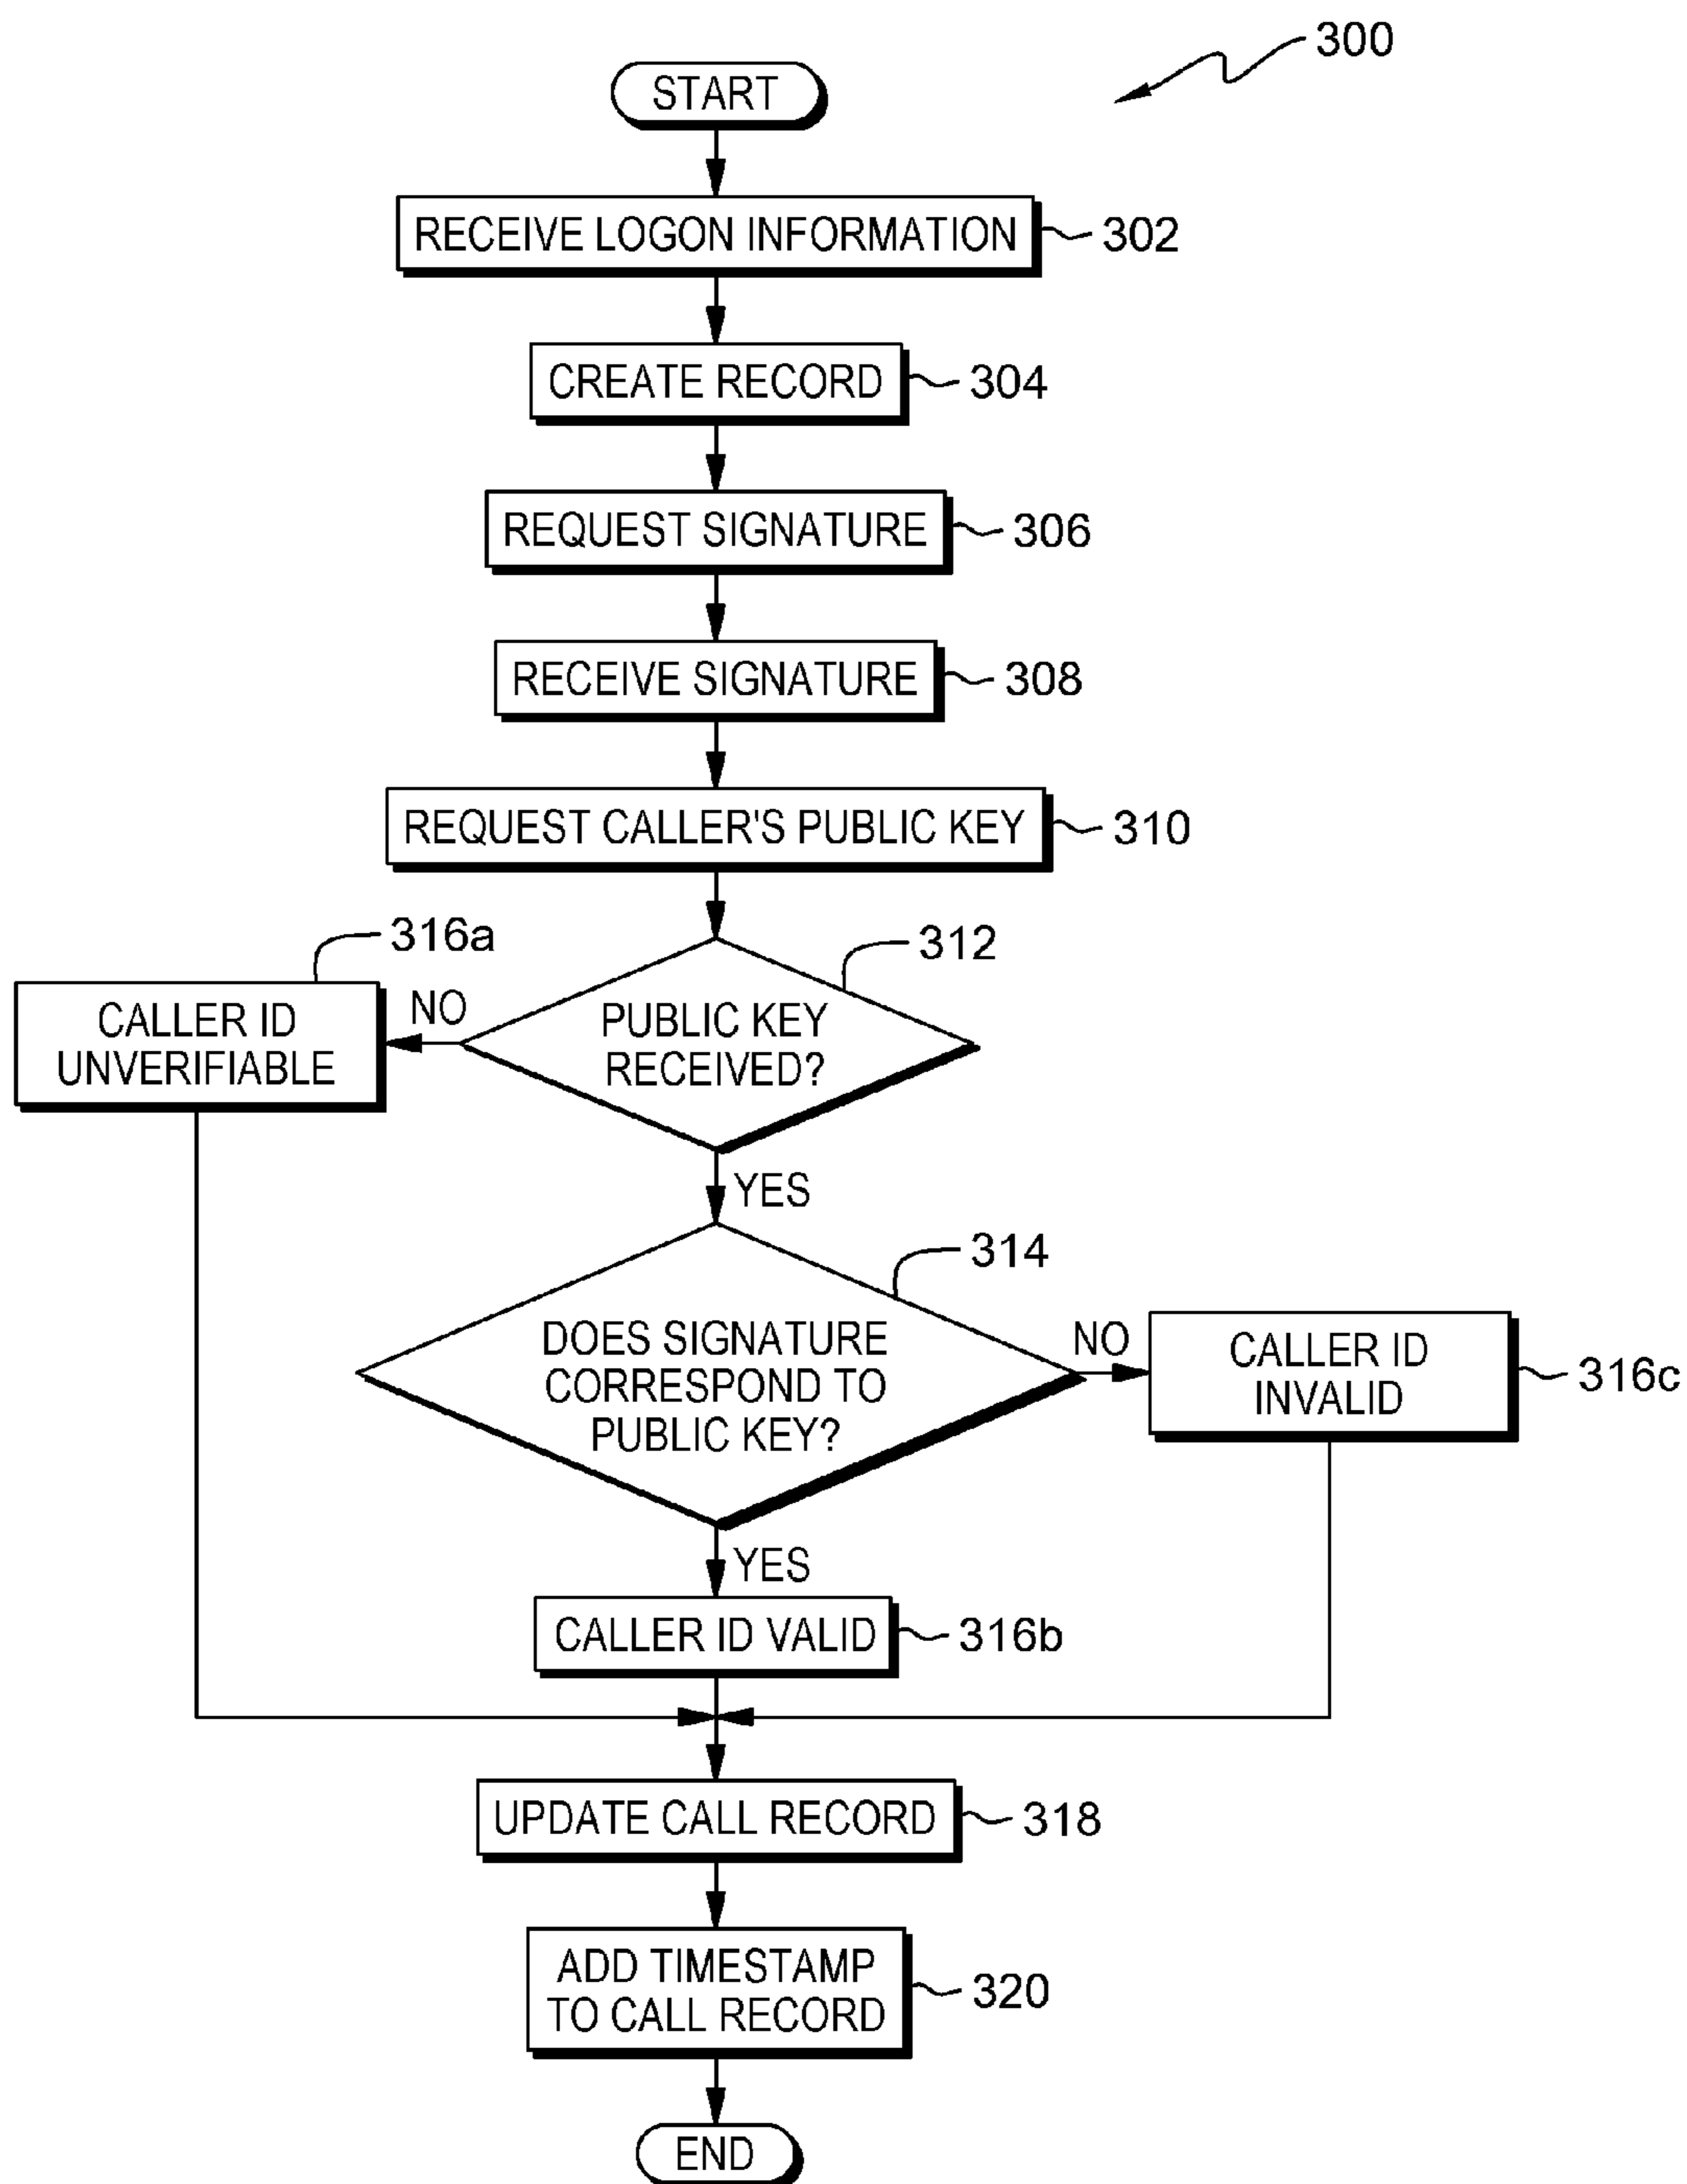 300
START
RECEIVE LOGON INFORMATION
302
CREATE RECORD
304
REQUEST SIGNATURE
306
RECEIVE SIGNATURE
308
REQUEST CALLER'S PUBLIC KEY
310
316a
312
CALLER ID
UNVERIFIABLE
NO
PUBLIC KEY
RECEIVED?
YES
314
DOES SIGNATURE
CORRESPOND TO
PUBLIC KEY?
NO
CALLER ID
INVALID
316c
YES
CALLER ID VALID
316b
UPDATE CALL RECORD
318
ADD TIMESTAMP
TO CALL RECORD
320
END